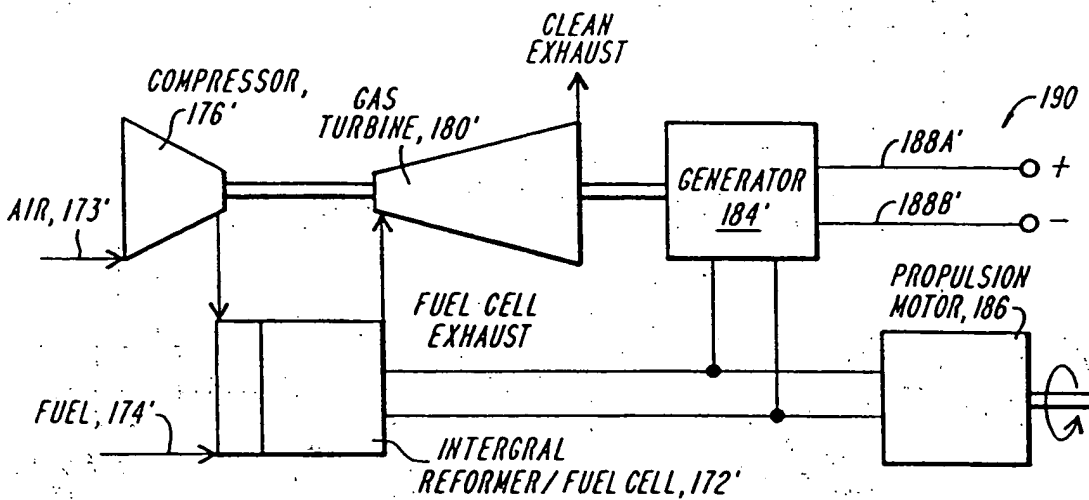 CLEAN
EXHAUST
COMPRESSOR,
176'
GAS
TURBINE, 180'
190
188A'
+
GENERATOR
184'
188B'
-
AIR, 173'
PROPULSION
MOTOR, 186
FUEL CELL
EXHAUST
FUEL, 174'
INTERGRAL
REFORMER/FUEL CELL, 172'